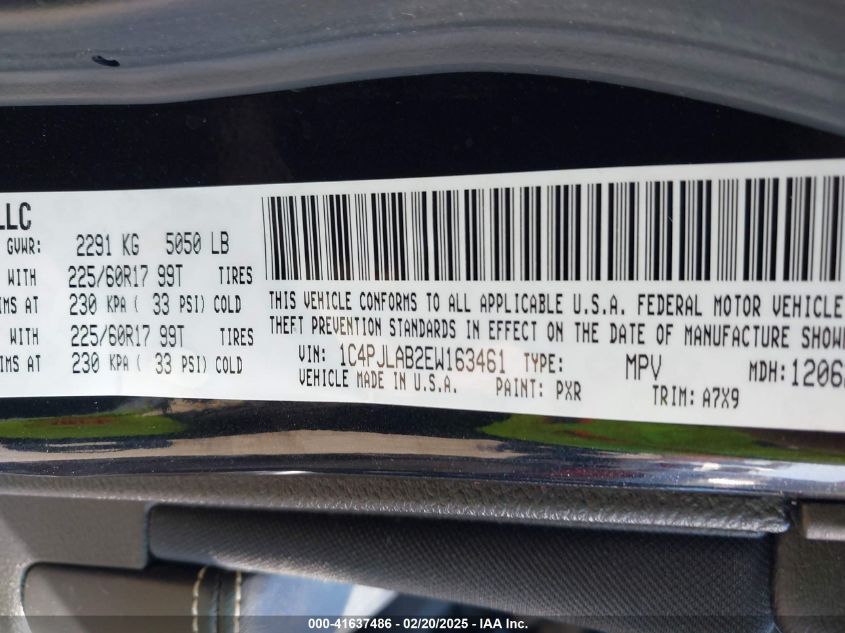 LLC
GVWR: 2291 KG 5050 LB
WITH 225/60R17 99T TIRES
IMS AT 230 KPA ( 33 PSI) COLD
WITH 225/60R17 99T TIRES
IMS AT 230 KPA ( 33 PSI) COLD
THIS VEHICLE CONFORMS TO ALL APPLICABLE U.S.A. FEDERAL MOTOR VEHICLE
THEFT PREVENTION STANDARDS IN EFFECT ON THE DATE OF MANUFACTURE SHOW
VIN: 1C4PJLAB2EW163461 TYPE: MPV MDH: 1206
VEHICLE MADE IN U.S.A. PAINT: PXR TRIM: A7X9
000-41637486 - 02/20/2025 - IAA Inc.